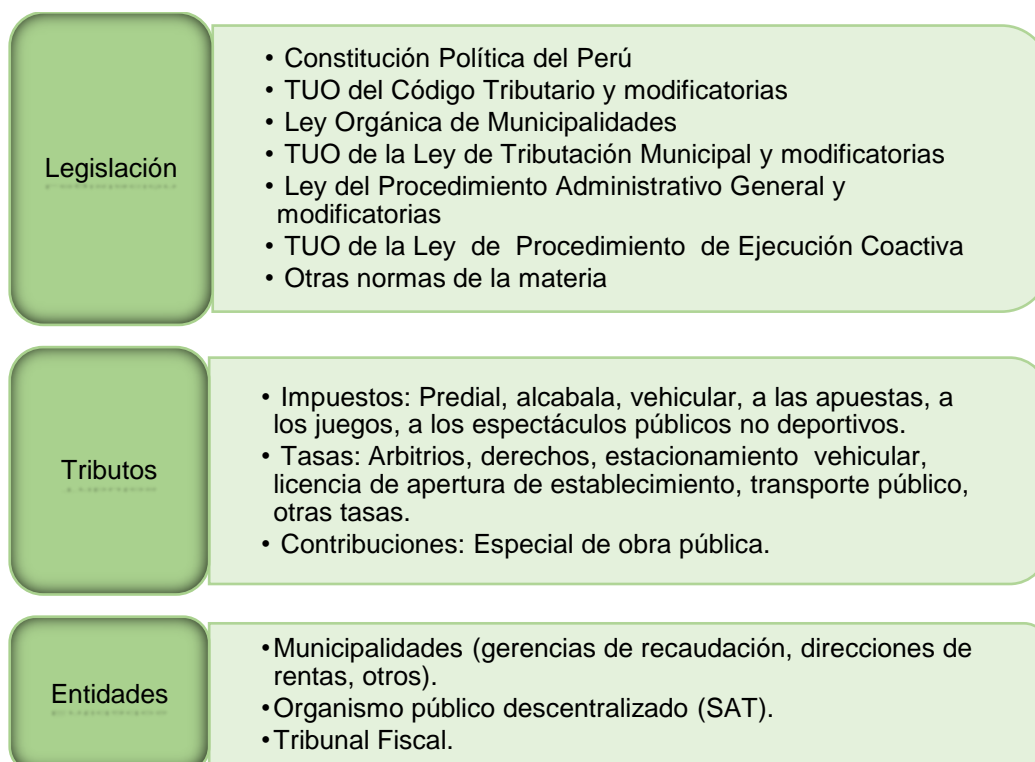 Legislación
• Constitución Política del Perú
• TUO del Código Tributario y modificatorias
• Ley Orgánica de Municipalidades
• TUO de la Ley de Tributación Municipal y modificatorias
• Ley del Procedimiento Administrativo General y
modificatorias
• TUO de la Ley de Procedimiento de Ejecución Coactiva
• Otras normas de la materia
Tributos
• Impuestos: Predial, alcabala, vehicular, a las apuestas, a
los juegos, a los espectáculos públicos no deportivos.
• Tasas: Arbitrios, derechos, estacionamiento vehicular,
licencia de apertura de establecimiento, transporte público,
otras tasas.
• Contribuciones: Especial de obra pública.
Entidades
•Municipalidades (gerencias de recaudación, direcciones de
rentas, otros).
•Organismo público descentralizado (SAT).
•Tribunal Fiscal.